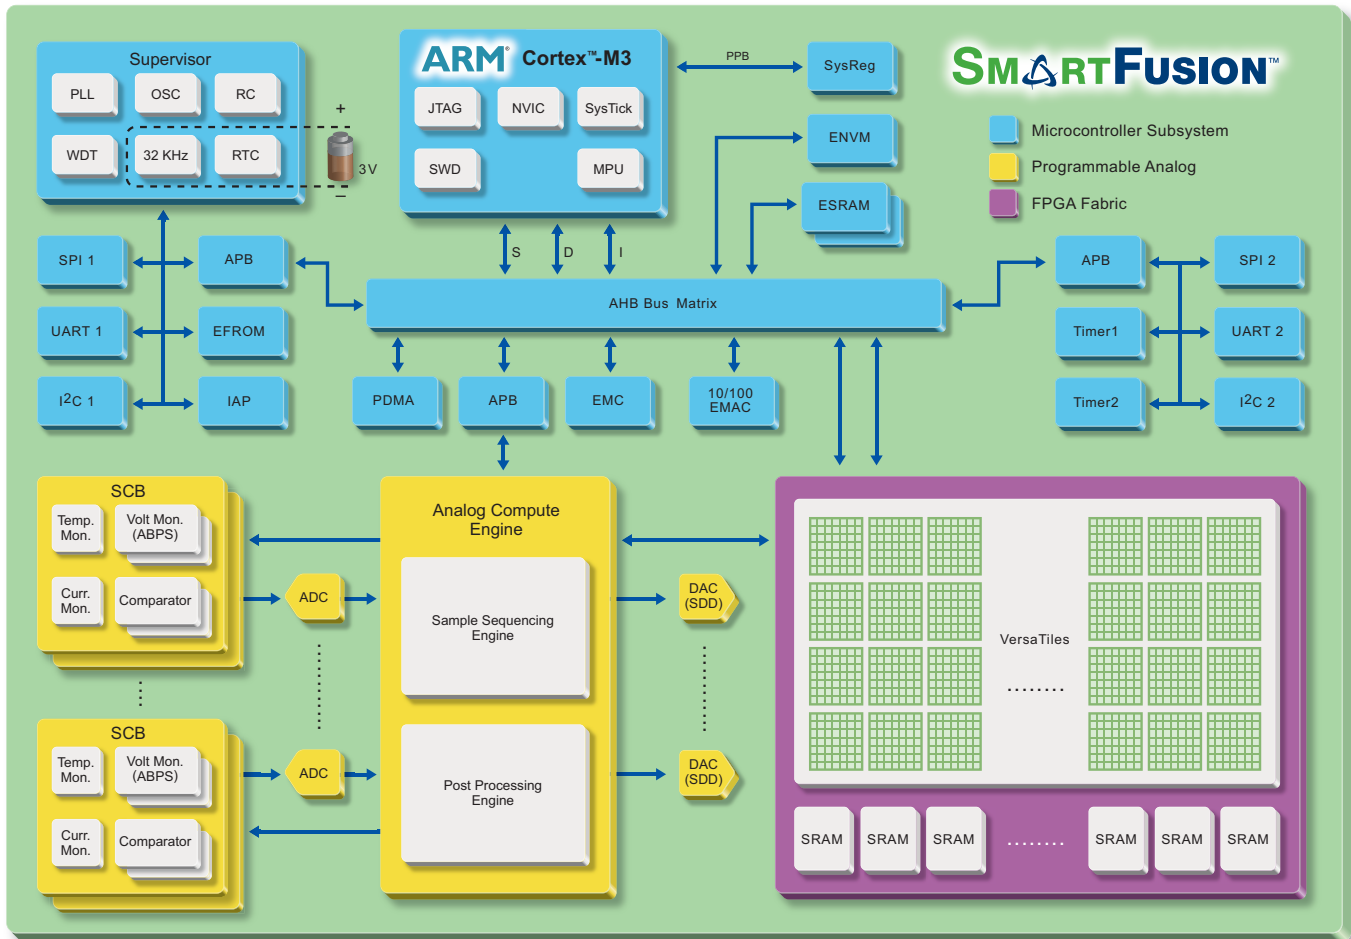 Supervisor
PLL
OSC
RC
WDT
32 KHz
RTC
+
3V
–
ARM® Cortex™-M3
JTAG
NVIC
SysTick
SWD
MPU
PPB
SysReg
ENVM
ESRAM
SMARTFUSION™
Microcontroller Subsystem
Programmable Analog
FPGA Fabric
S
D
I
SPI 1
APB
UART 1
EFROM
I²C 1
IAP
AHB Bus Matrix
PDMA
APB
EMC
10/100
EMAC
APB
SPI 2
Timer1
UART 2
Timer2
I²C 2
SCB
Temp.
Mon.
Volt Mon.
(ABPS)
Curr.
Mon.
Comparator
ADC
Analog Compute
Engine
Sample Sequencing
Engine
Post Processing
Engine
DAC
(SDD)
SCB
Temp.
Mon.
Volt Mon.
(ABPS)
Curr.
Mon.
Comparator
ADC
DAC
(SDD)
VersaTiles
........
SRAM
SRAM
SRAM
........
SRAM
SRAM
SRAM